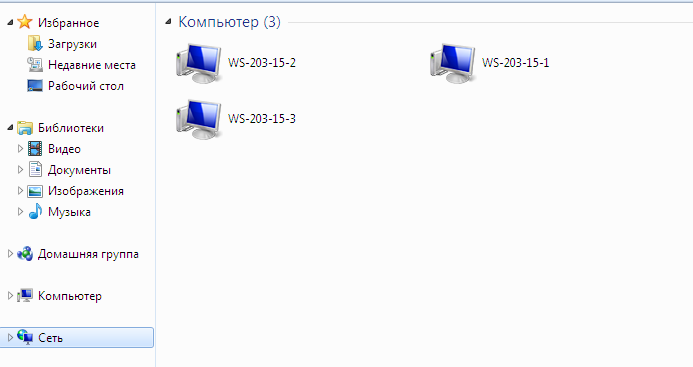 Избранное
Загрузки
Недавние места
Рабочий стол
Библиотеки
Видео
Документы
Изображения
Музыка
Домашняя группа
Компьютер
Сеть
Компьютер (3)
WS-203-15-2
WS-203-15-1
WS-203-15-3